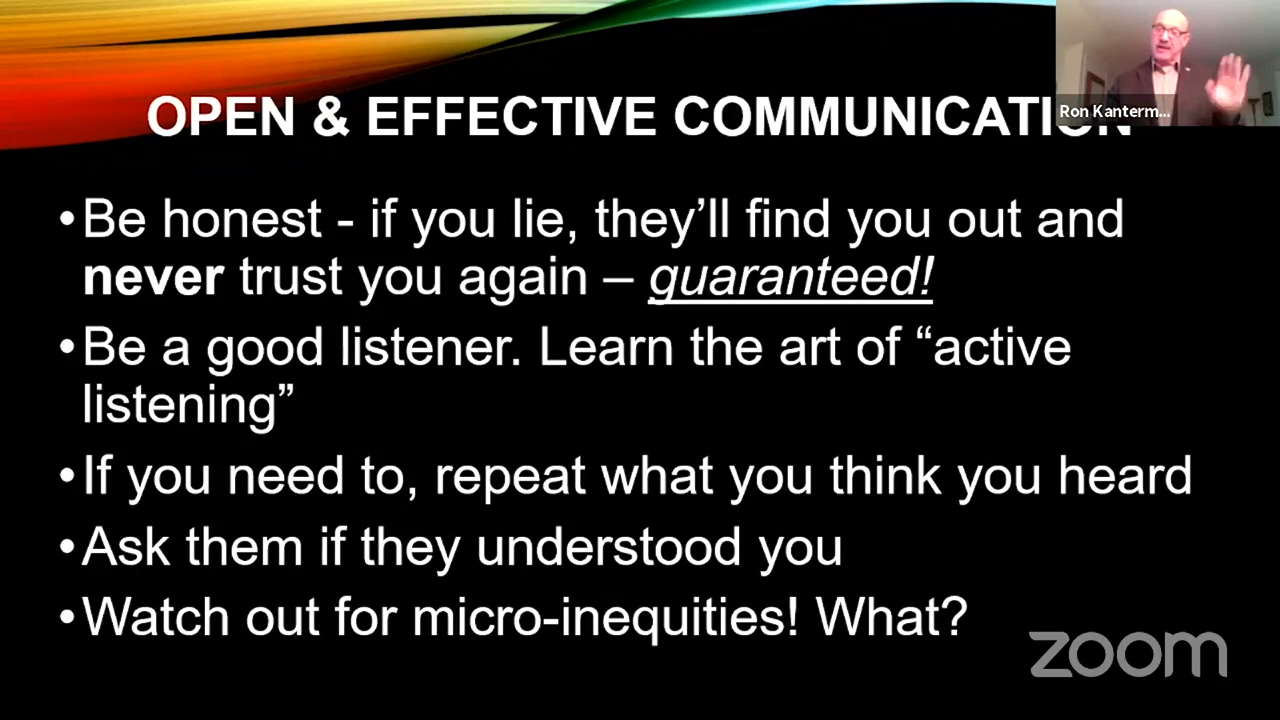 OPEN & EFFECTIVE COMMUNICATION
Ron Kanterm...
•Be honest - if you lie, they’ll find you out and
never trust you again – guaranteed!
•Be a good listener. Learn the art of “active
listening”
•If you need to, repeat what you think you heard
•Ask them if they understood you
•Watch out for micro-inequities! What?
zoom